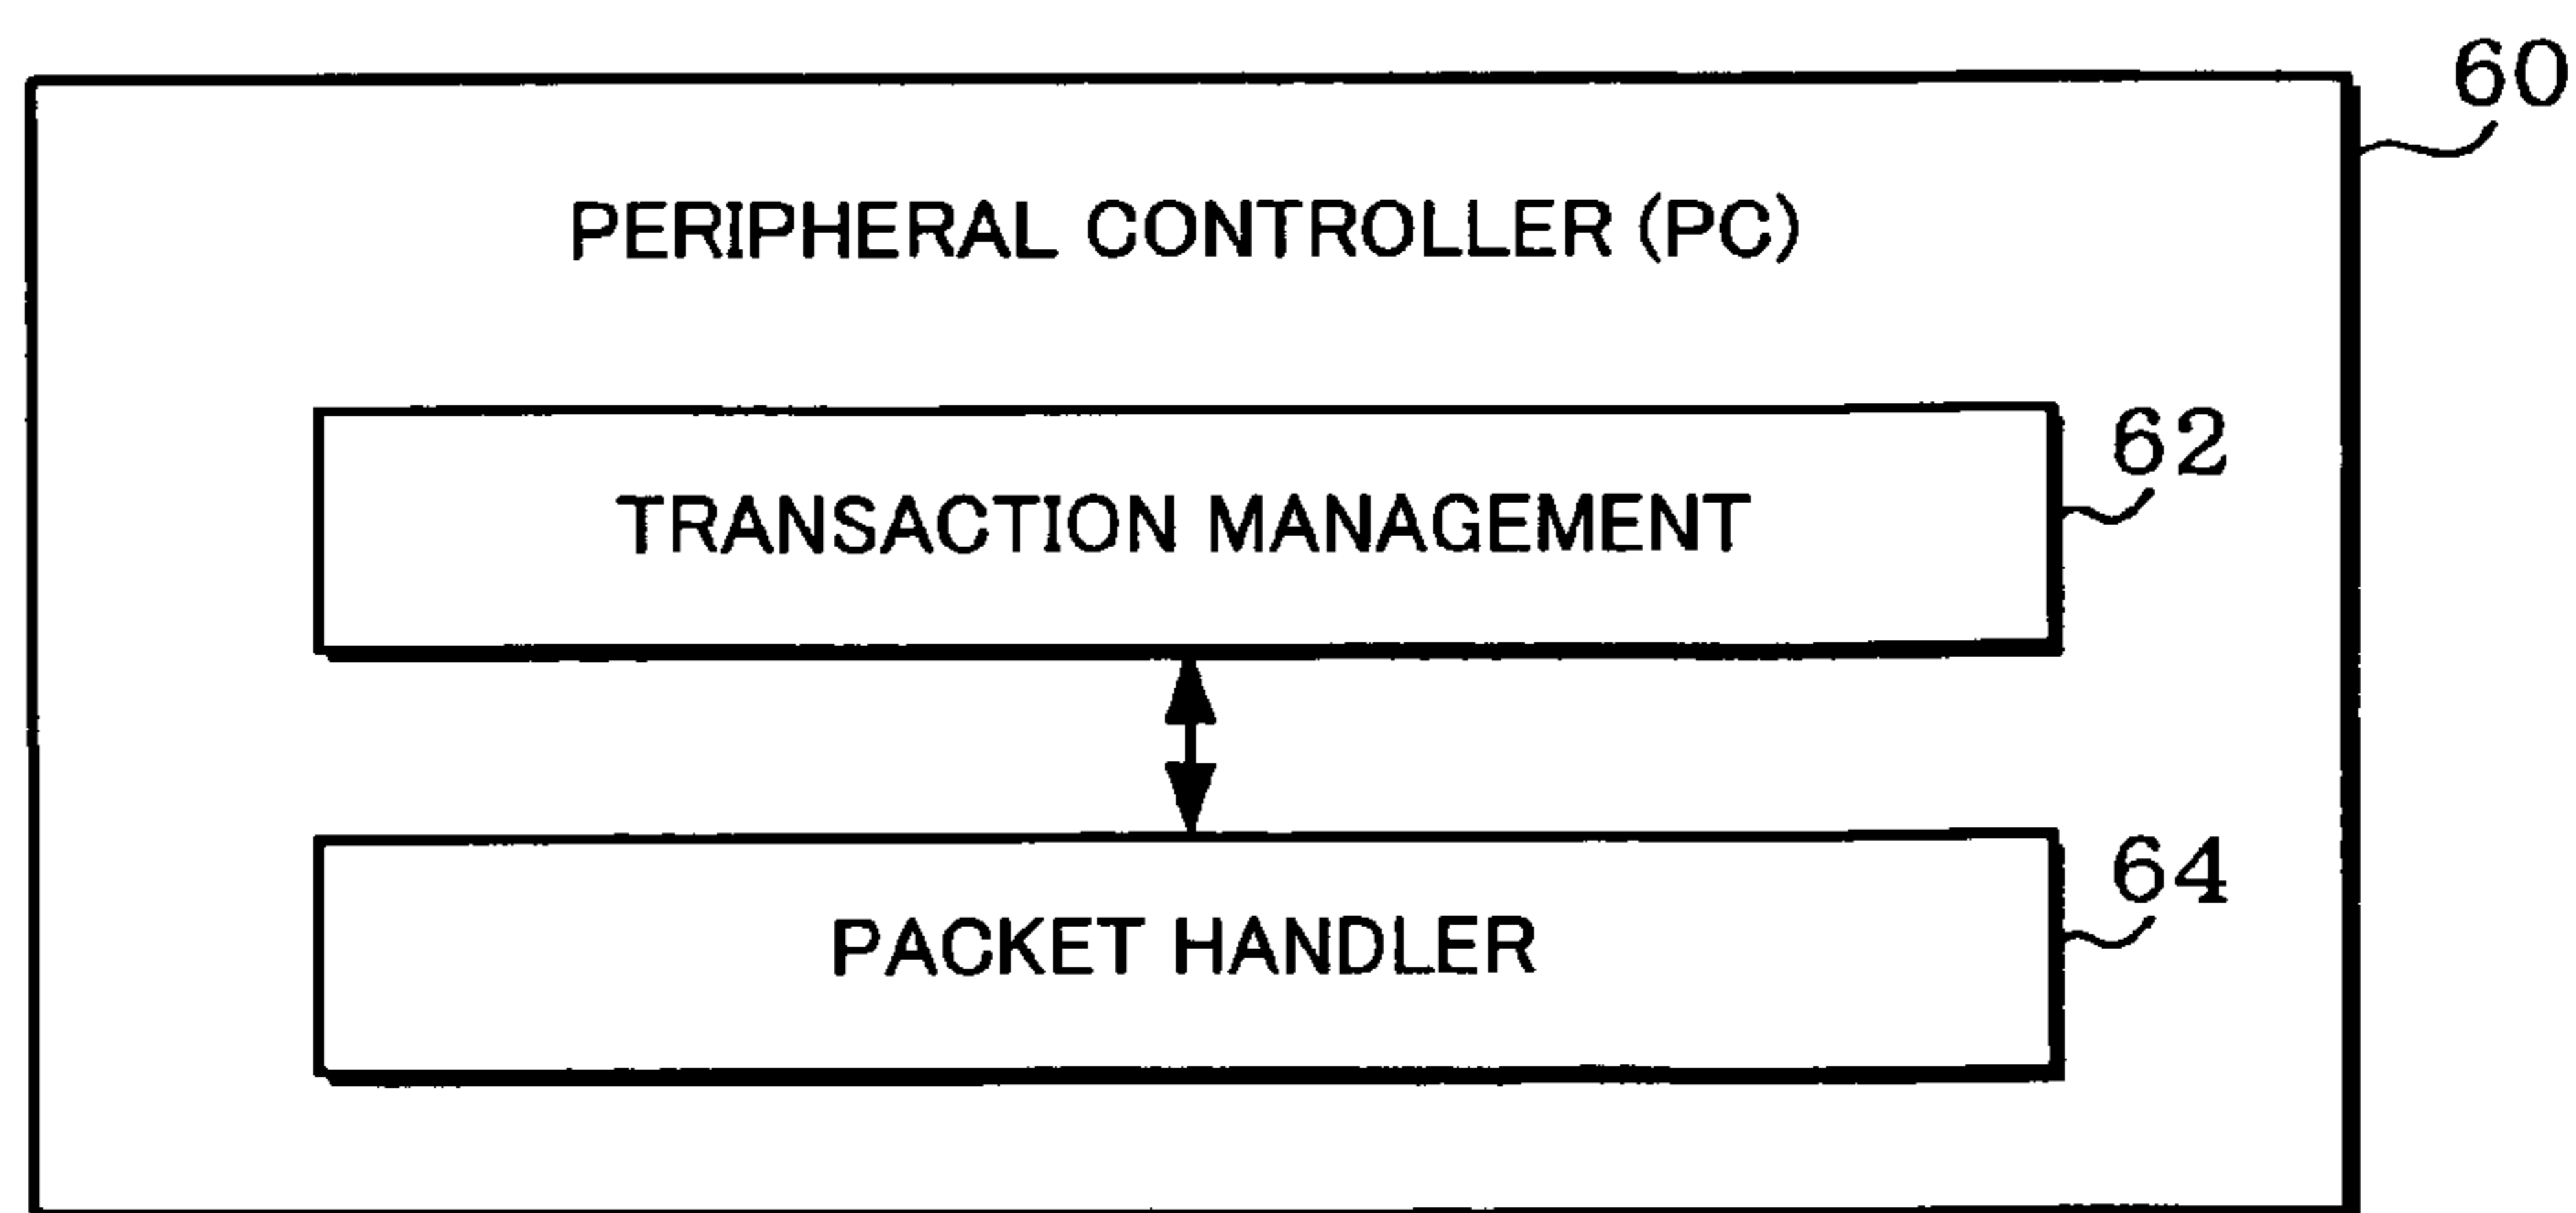 60
PERIPHERAL CONTROLLER (PC)
62
TRANSACTION MANAGEMENT
64
PACKET HANDLER